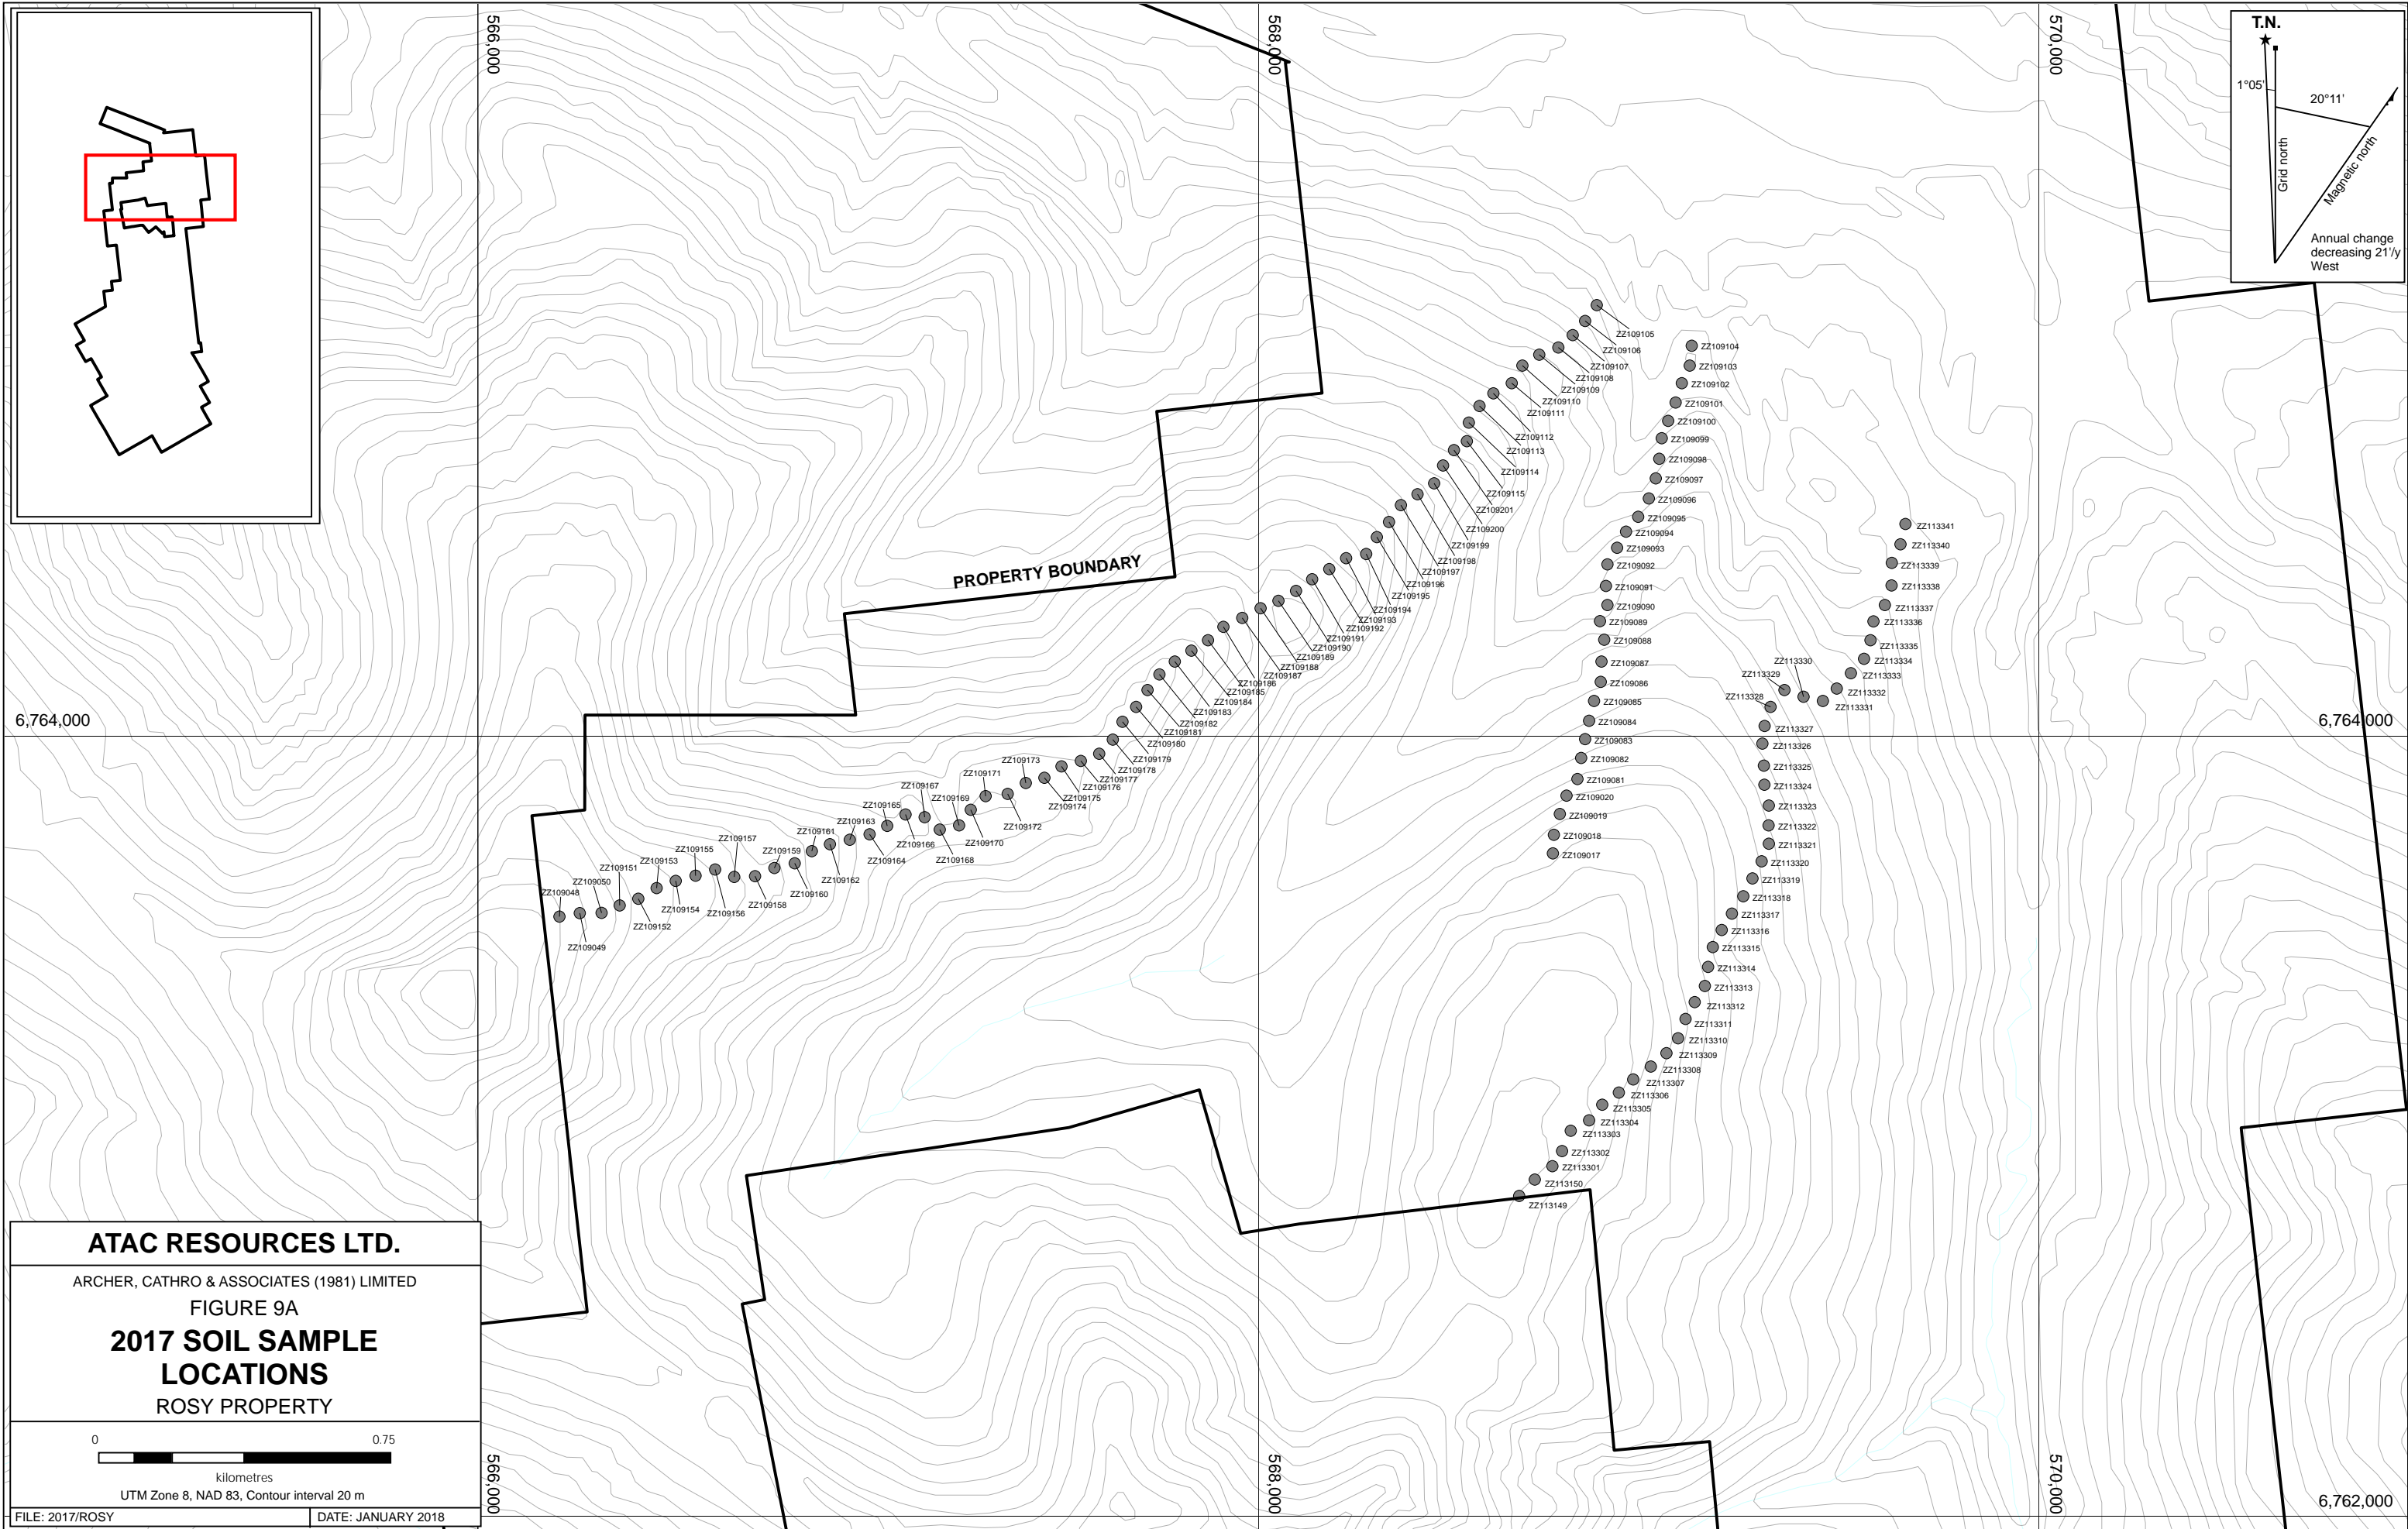 566,000
568,000
570,000
T.N.
1°05'
20°11'
Grid north
Magnetic north
Annual change
decreasing 21'/y
West
PROPERTY BOUNDARY
6,764,000
6,764,000
ZZ109105
ZZ109106
ZZ109107
ZZ109108
ZZ109109
ZZ109110
ZZ109111
ZZ109112
ZZ109113
ZZ109114
ZZ109115
ZZ109201
ZZ109200
ZZ109199
ZZ109198
ZZ109197
ZZ109196
ZZ109195
ZZ109194
ZZ109193
ZZ109192
ZZ109191
ZZ109190
ZZ109189
ZZ109188
ZZ109187
ZZ109186
ZZ109185
ZZ109184
ZZ109183
ZZ109182
ZZ109181
ZZ109180
ZZ109179
ZZ109178
ZZ109177
ZZ109176
ZZ109175
ZZ109174
ZZ109173
ZZ109172
ZZ109171
ZZ109170
ZZ109169
ZZ109168
ZZ109167
ZZ109166
ZZ109165
ZZ109164
ZZ109163
ZZ109162
ZZ109161
ZZ109160
ZZ109159
ZZ109158
ZZ109157
ZZ109156
ZZ109155
ZZ109154
ZZ109153
ZZ109152
ZZ109151
ZZ109050
ZZ109049
ZZ109048
ZZ109104
ZZ109103
ZZ109102
ZZ109101
ZZ109100
ZZ109099
ZZ109098
ZZ109097
ZZ109096
ZZ109095
ZZ109094
ZZ109093
ZZ109092
ZZ109091
ZZ109090
ZZ109089
ZZ109088
ZZ109087
ZZ109086
ZZ109085
ZZ109084
ZZ109083
ZZ109082
ZZ109081
ZZ109020
ZZ109019
ZZ109018
ZZ109017
ZZ113341
ZZ113340
ZZ113339
ZZ113338
ZZ113337
ZZ113336
ZZ113335
ZZ113334
ZZ113333
ZZ113332
ZZ113331
ZZ113330
ZZ113329
ZZ113328
ZZ113327
ZZ113326
ZZ113325
ZZ113324
ZZ113323
ZZ113322
ZZ113321
ZZ113320
ZZ113319
ZZ113318
ZZ113317
ZZ113316
ZZ113315
ZZ113314
ZZ113313
ZZ113312
ZZ113311
ZZ113310
ZZ113309
ZZ113308
ZZ113307
ZZ113306
ZZ113305
ZZ113304
ZZ113303
ZZ113302
ZZ113301
ZZ113150
ZZ113149
ATAC RESOURCES LTD.
ARCHER, CATHRO & ASSOCIATES (1981) LIMITED
FIGURE 9A
2017 SOIL SAMPLE
LOCATIONS
ROSY PROPERTY
0 0.75
kilometres
UTM Zone 8, NAD 83, Contour interval 20 m
FILE: 2017/ROSY DATE: JANUARY 2018
566,000
568,000
570,000
6,762,000